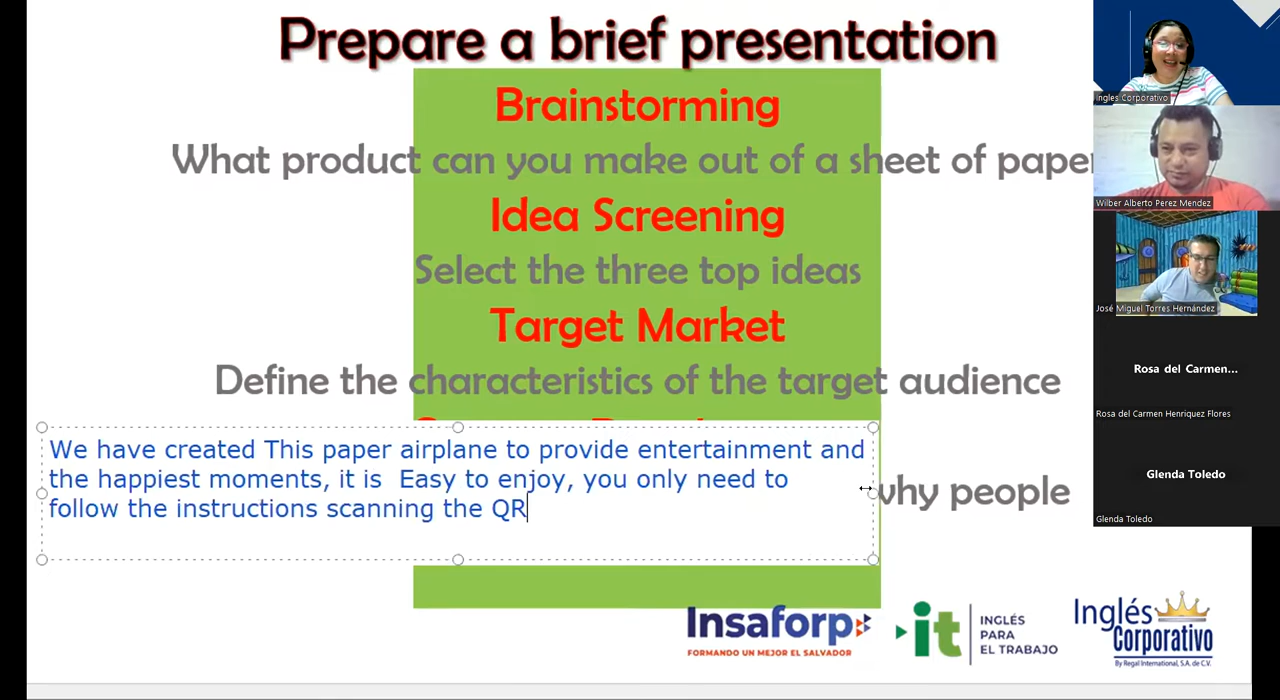 Prepare a brief presentation
Brainstorming
What product can you make out of a sheet of paper
Idea Screening
Select the three top ideas
Target Market
Define the characteristics of the target audience
We have created This paper airplane to provide entertainment and
the happiest moments, it is  Easy to enjoy, you only need to
follow the instructions scanning the QR
why people
Insaforp
FORMANDO UN MEJOR EL SALVADOR
it
INGLÉS
PARA
EL TRABAJO
Inglés
Corporativo
By Regal International, S.A. de C.V.
Ingles Corporativo
Wilber Alberto Perez Mendez
José Miguel Torres Hernández
Rosa del Carmen...
Rosa del Carmen Henriquez Flores
Glenda Toledo
Glenda Toledo